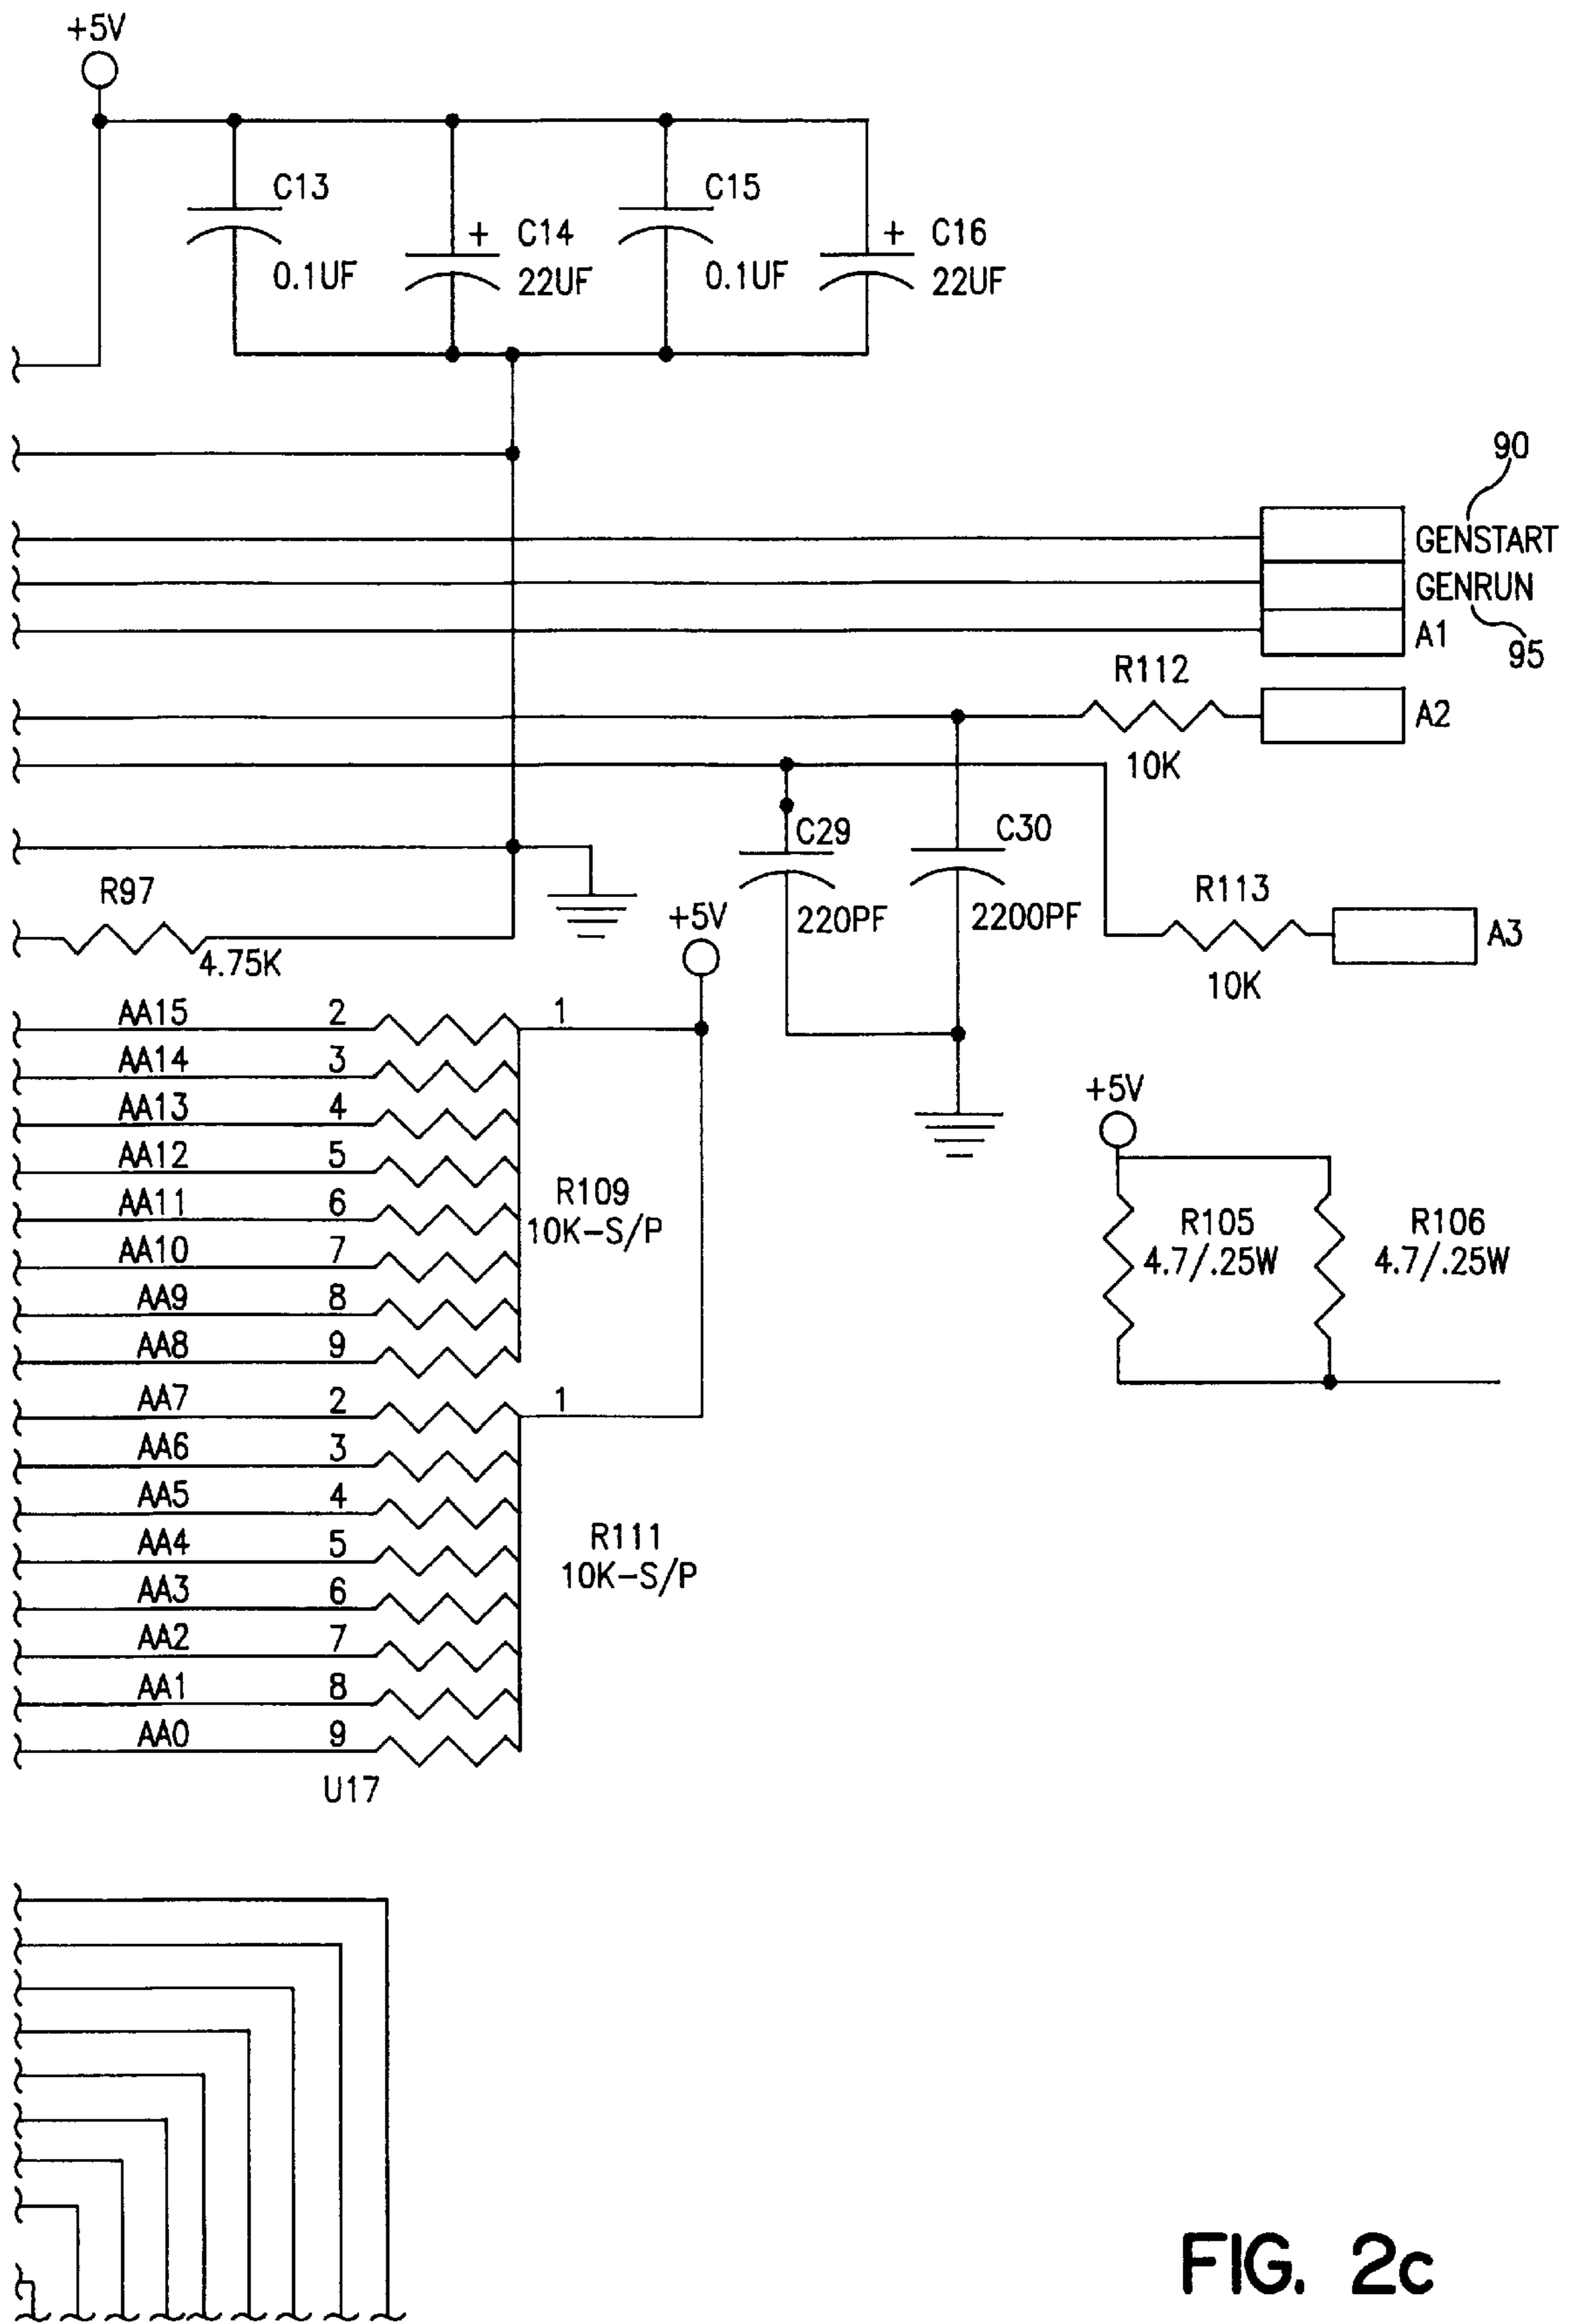 +5V
C13
0.1UF
+
C14
22UF
C15
0.1UF
+
C16
22UF
90
GENSTART
GENRUN
A1
95
R112
10K
A2
C29
220PF
C30
2200PF
R113
10K
A3
R97
4.75K
+5V
AA15 2 1
AA14 3
AA13 4
AA12 5
AA11 6
AA10 7
AA9 8
AA8 9
R109
10K-S/P
AA7 2 1
AA6 3
AA5 4
AA4 5
AA3 6
AA2 7
AA1 8
AA0 9
R111
10K-S/P
U17
+5V
R105
4.7/.25W
R106
4.7/.25W
FIG. 2c